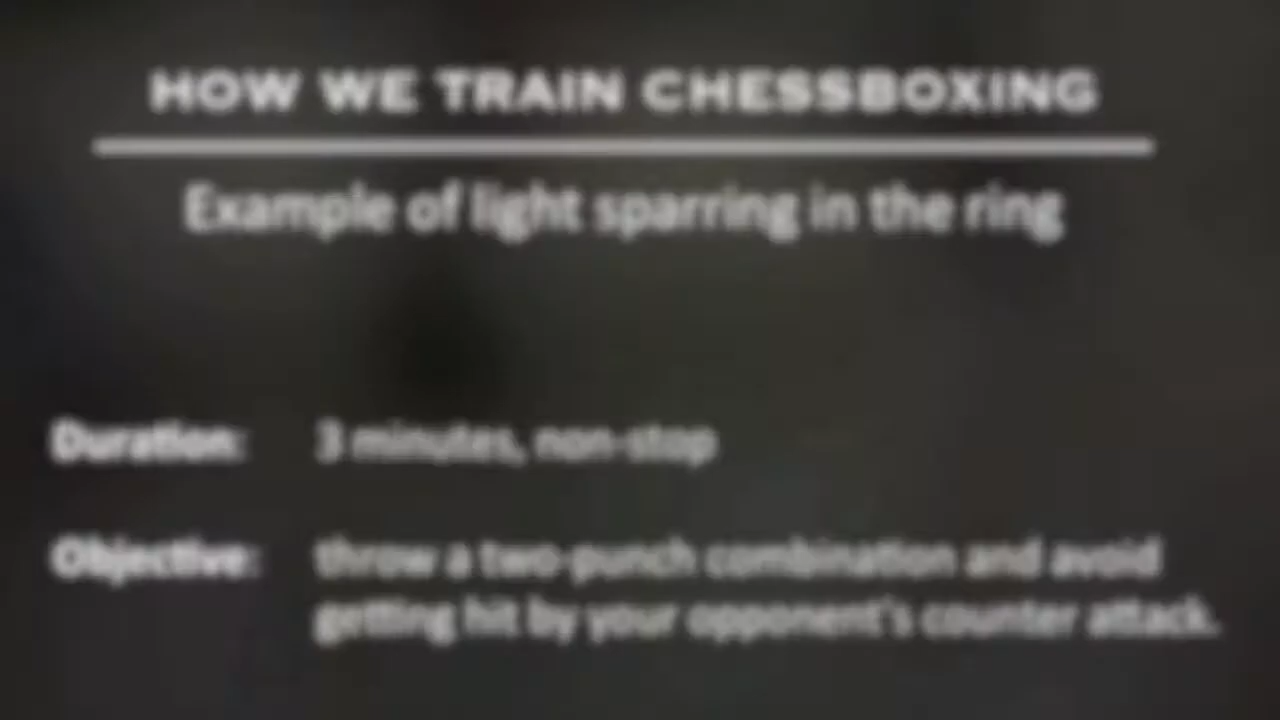 HOW WE TRAIN CHESSBOXING
Example of light sparring in the ring
Duration: 3 minutes, non-stop
Objective: throw a two-punch combination and avoid
getting hit by your opponent's counter attack.